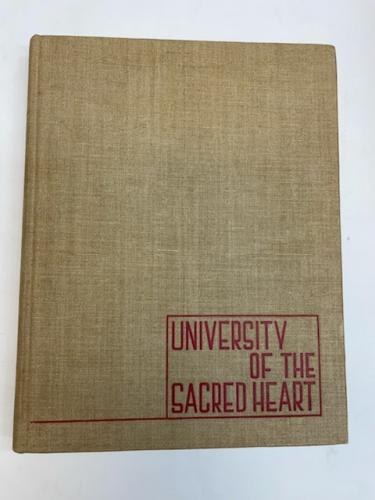 UNIVERSITY
OF THE
SACRED HEART